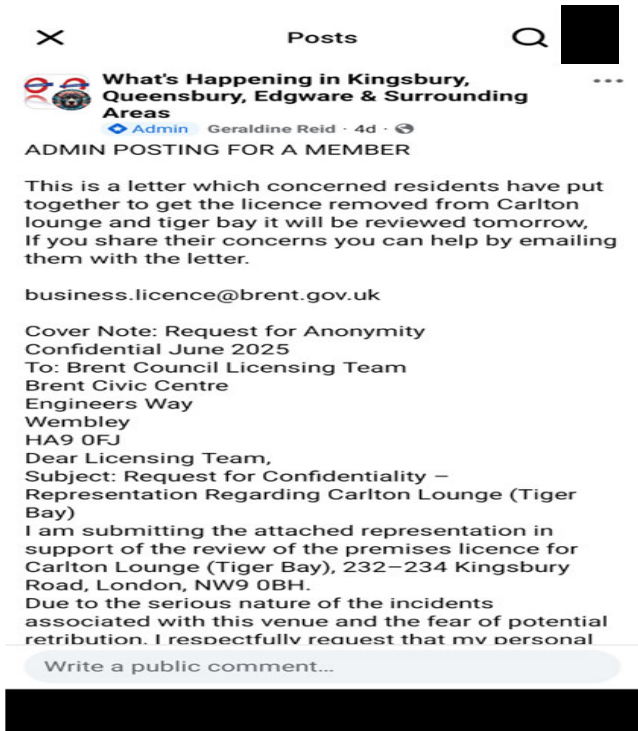 Posts
What's Happening in Kingsbury,
Queensbury, Edgware & Surrounding
Areas
Admin Geraldine Reid · 4d ·
ADMIN POSTING FOR A MEMBER
This is a letter which concerned residents have put
together to get the licence removed from Carlton
lounge and tiger bay it will be reviewed tomorrow,
If you share their concerns you can help by emailing
them with the letter.
business.licence@brent.gov.uk
Cover Note: Request for Anonymity
Confidential June 2025
To: Brent Council Licensing Team
Brent Civic Centre
Engineers Way
Wembley
HA9 0FJ
Dear Licensing Team,
Subject: Request for Confidentiality –
Representation Regarding Carlton Lounge (Tiger
Bay)
I am submitting the attached representation in
support of the review of the premises licence for
Carlton Lounge (Tiger Bay), 232–234 Kingsbury
Road, London, NW9 0BH.
Due to the serious nature of the incidents
associated with this venue and the fear of potential
retribution, I respectfully request that my personal
Write a public comment...